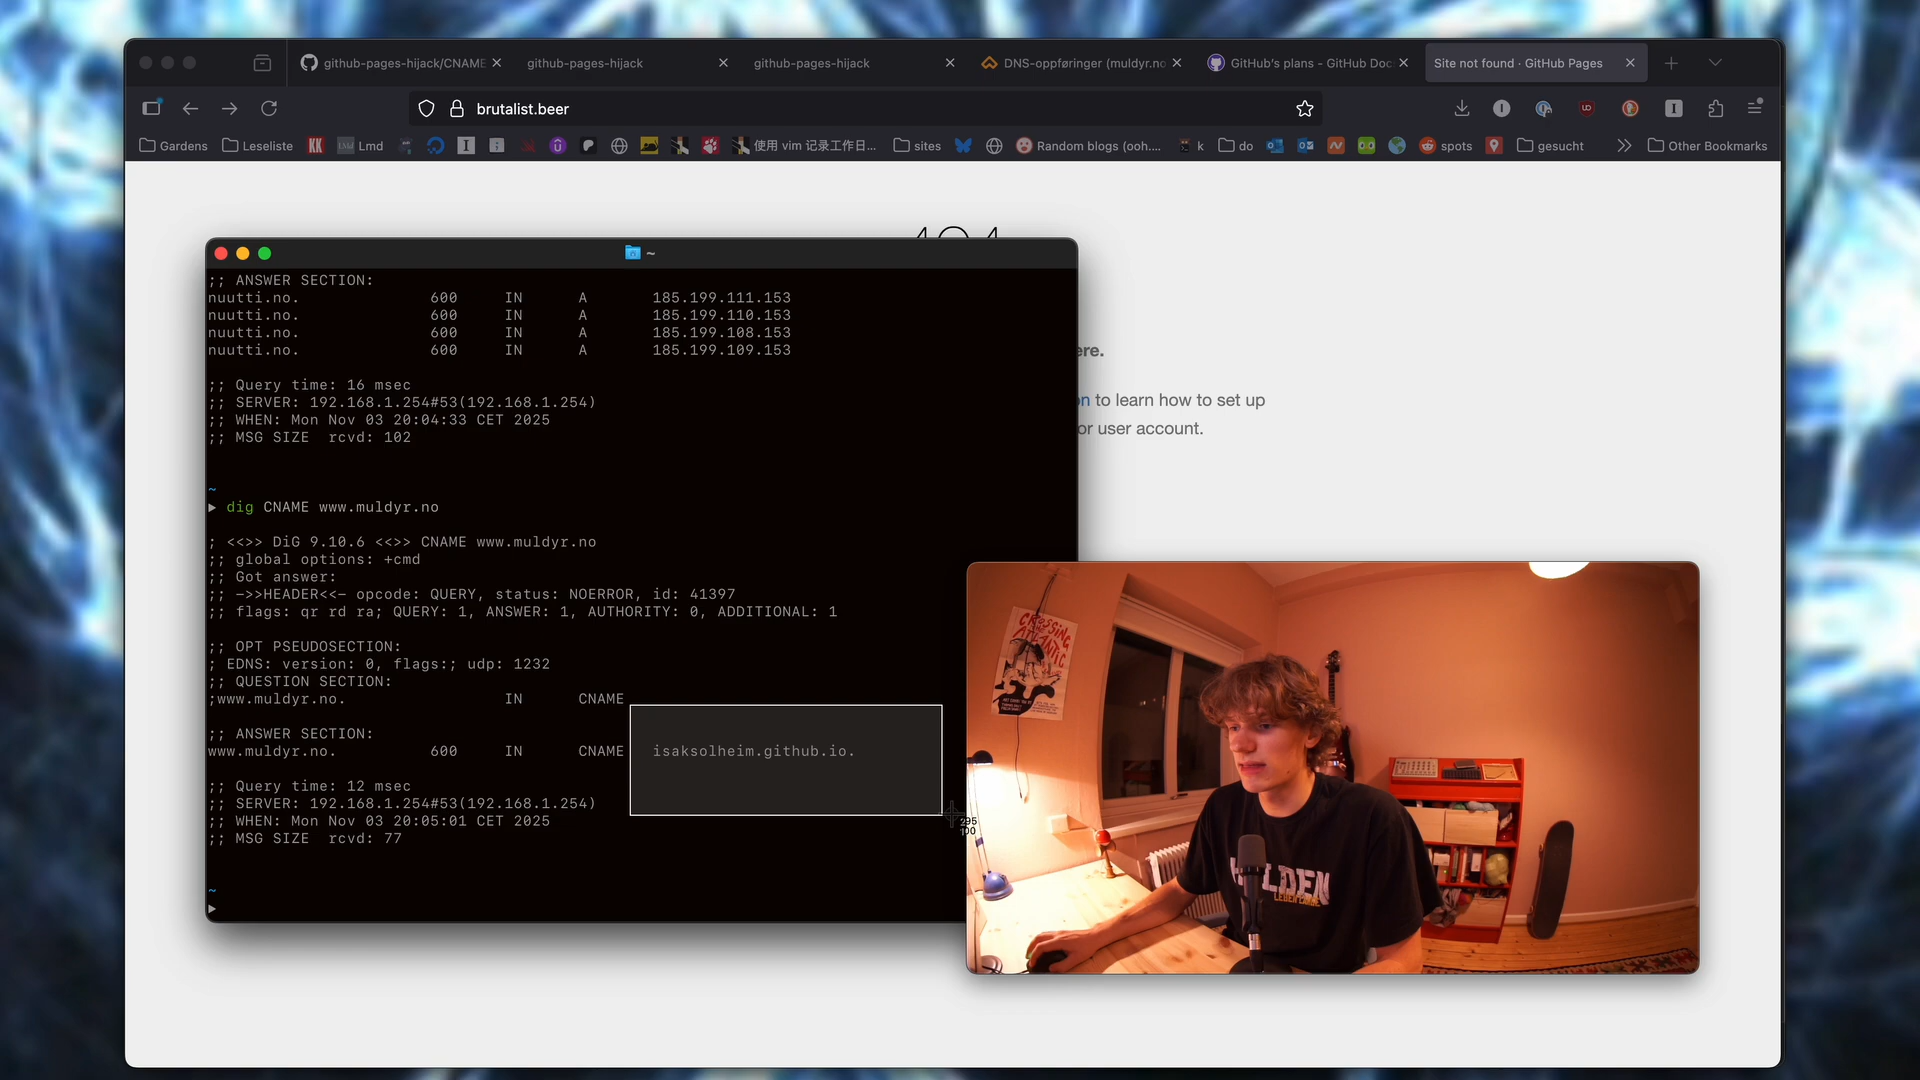 github-pages-hijack/CNAME
github-pages-hijack
github-pages-hijack
DNS-oppføringer (muldyr.no
GitHub's plans - GitHub Doc
Site not found · GitHub Pages
brutalist.beer
Gardens
Leseliste
KK
Lmd
使用 vim 记录工作日...
sites
Random blogs (ooh....
k
do
spots
gesucht
Other Bookmarks
404
~
;; ANSWER SECTION:
nuutti.no. 600 IN A 185.199.111.153
nuutti.no. 600 IN A 185.199.110.153
nuutti.no. 600 IN A 185.199.108.153
nuutti.no. 600 IN A 185.199.109.153
;; Query time: 16 msec
;; SERVER: 192.168.1.254#53(192.168.1.254)
;; WHEN: Mon Nov 03 20:04:33 CET 2025
;; MSG SIZE rcvd: 102
~
▶ dig CNAME www.muldyr.no
; <<>> DiG 9.10.6 <<>> CNAME www.muldyr.no
;; global options: +cmd
;; Got answer:
;; ->>HEADER<<- opcode: QUERY, status: NOERROR, id: 41397
;; flags: qr rd ra; QUERY: 1, ANSWER: 1, AUTHORITY: 0, ADDITIONAL: 1
;; OPT PSEUDOSECTION:
; EDNS: version: 0, flags:; udp: 1232
;; QUESTION SECTION:
;www.muldyr.no. IN CNAME
;; ANSWER SECTION:
www.muldyr.no. 600 IN CNAME isaksolheim.github.io.
;; Query time: 12 msec
;; SERVER: 192.168.1.254#53(192.168.1.254)
;; WHEN: Mon Nov 03 20:05:01 CET 2025
;; MSG SIZE rcvd: 77
~
▶
ere.
on to learn how to set up
or user account.
295
100
CROSSING
THE
ATLANTIC